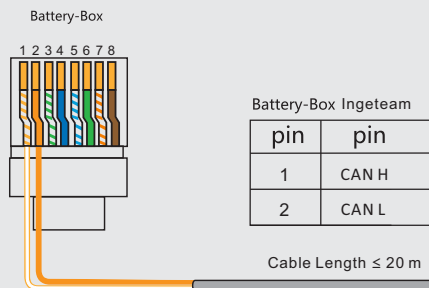 Battery-Box
1 2 3 4 5 6 7 8
Battery-Box Ingeteam
pin pin
1 CAN H
2 CAN L
Cable Length ≤ 20 m